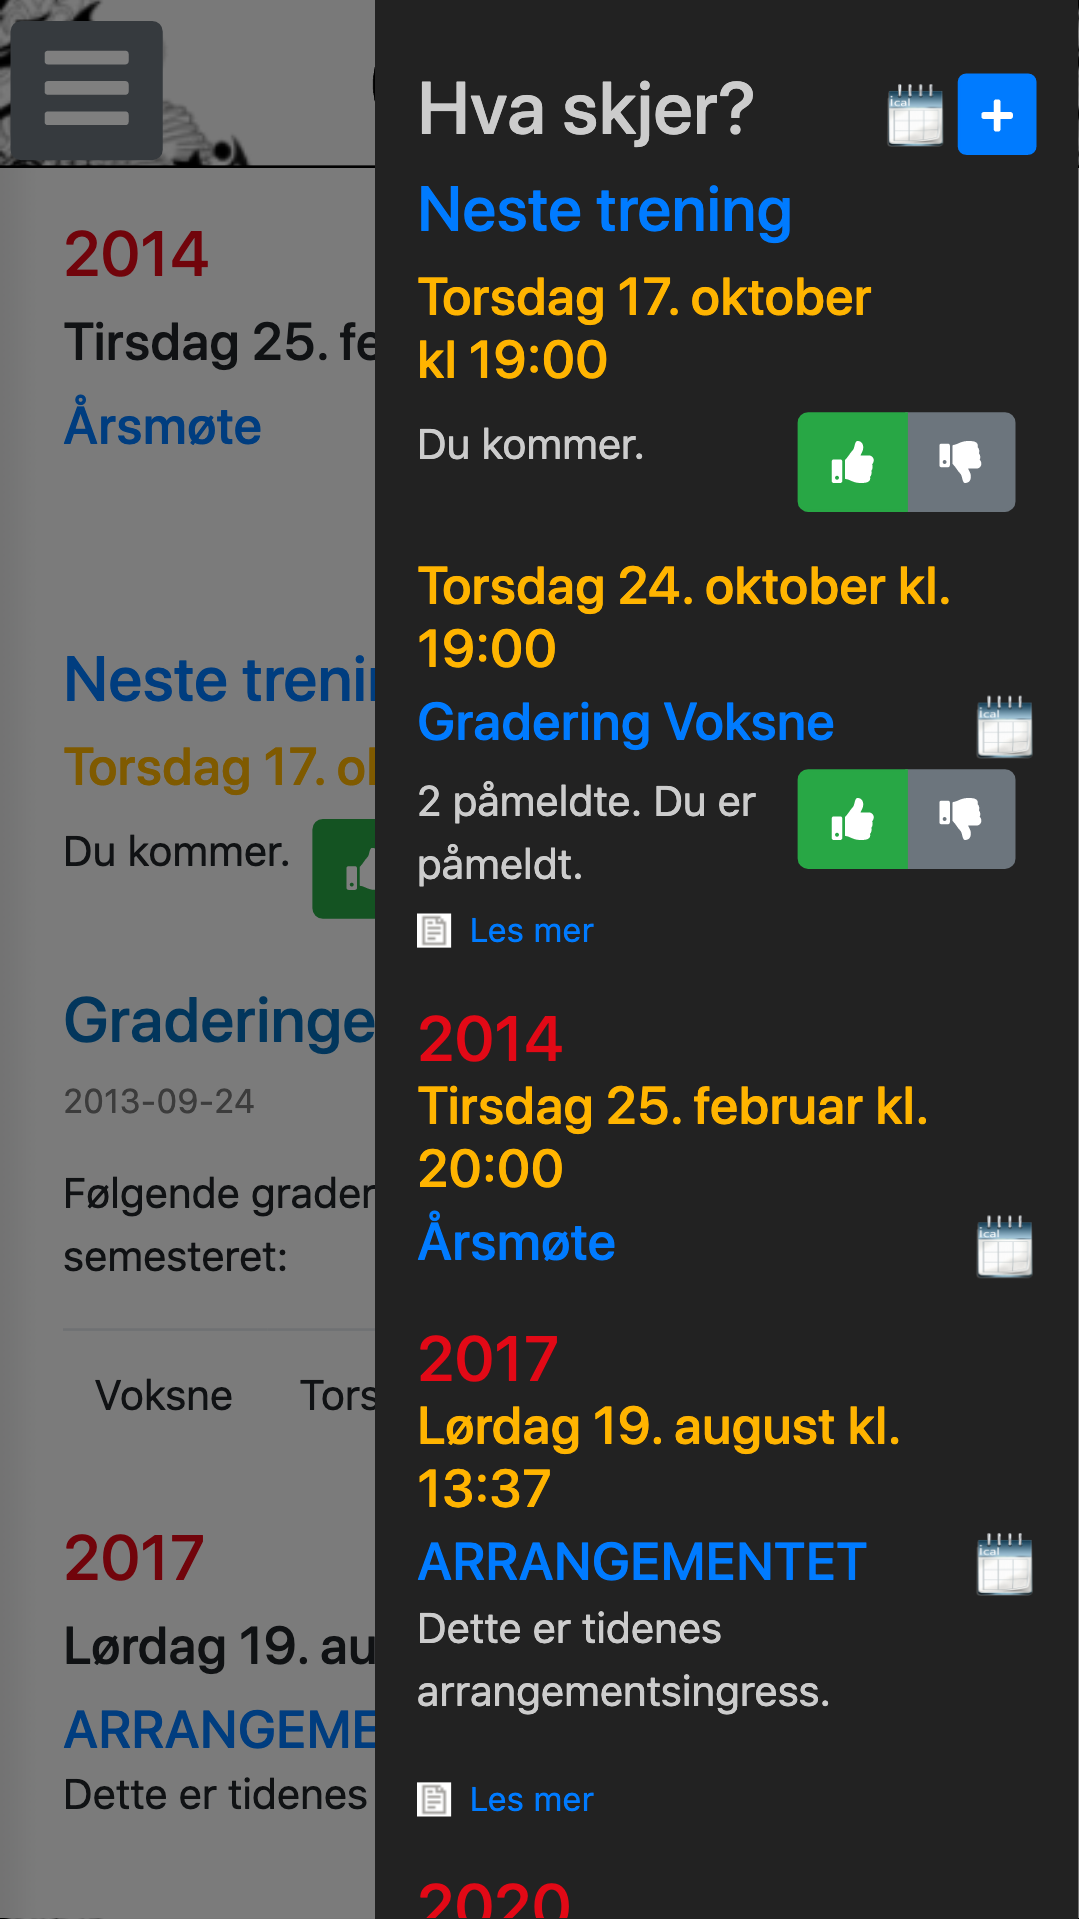 Hva skjer?
ical
Neste trening
Torsdag 17. oktober
kl 19:00
Du kommer.
Torsdag 24. oktober kl.
19:00
Gradering Voksne
ical
2 påmeldte. Du er
påmeldt.
Les mer
2014
Tirsdag 25. februar kl.
20:00
Årsmøte
ical
2017
Lørdag 19. august kl.
13:37
ARRANGEMENTET
ical
Dette er tidenes
arrangementsingress.
Les mer
2020
2014
Tirsdag 25. fe
Årsmøte
Neste trenin
Torsdag 17. ok
Du kommer.
Graderinge
2013-09-24
Følgende grader
semesteret:
Voksne
Tors
2017
Lørdag 19. au
ARRANGEME
Dette er tidenes